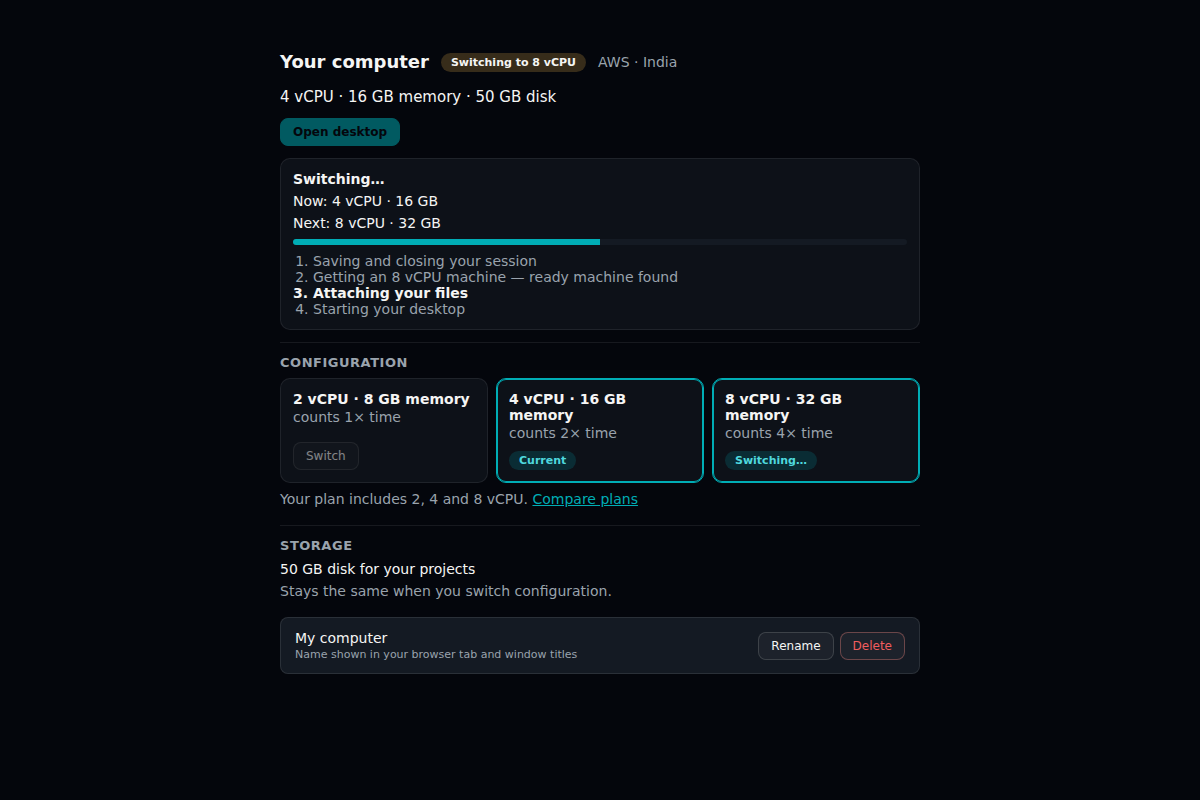 Your computer Switching to 8 vCPU AWS · India
4 vCPU · 16 GB memory · 50 GB disk
Open desktop
Switching…
Now: 4 vCPU · 16 GB
Next: 8 vCPU · 32 GB
1. Saving and closing your session
2. Getting an 8 vCPU machine — ready machine found
3. Attaching your files
4. Starting your desktop
CONFIGURATION
2 vCPU · 8 GB memory
counts 1× time
Switch
4 vCPU · 16 GB
memory
counts 2× time
Current
8 vCPU · 32 GB
memory
counts 4× time
Switching…
Your plan includes 2, 4 and 8 vCPU. Compare plans
STORAGE
50 GB disk for your projects
Stays the same when you switch configuration.
My computer
Name shown in your browser tab and window titles
Rename Delete